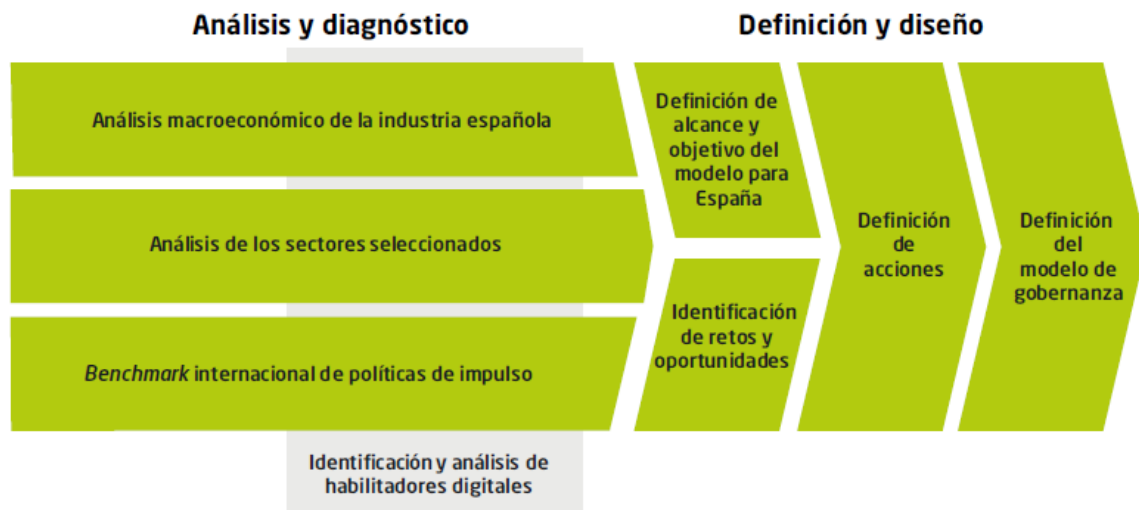 Análisis y diagnóstico
Definición y diseño
Análisis macroeconómico de la industria española
Análisis de los sectores seleccionados
Benchmark internacional de políticas de impulso
Identificación y análisis de
habilitadores digitales
Definición de
alcance y
objetivo del
modelo para
España
Identificación
de retos y
oportunidades
Definición
de
acciones
Definición
del
modelo de
gobernanza